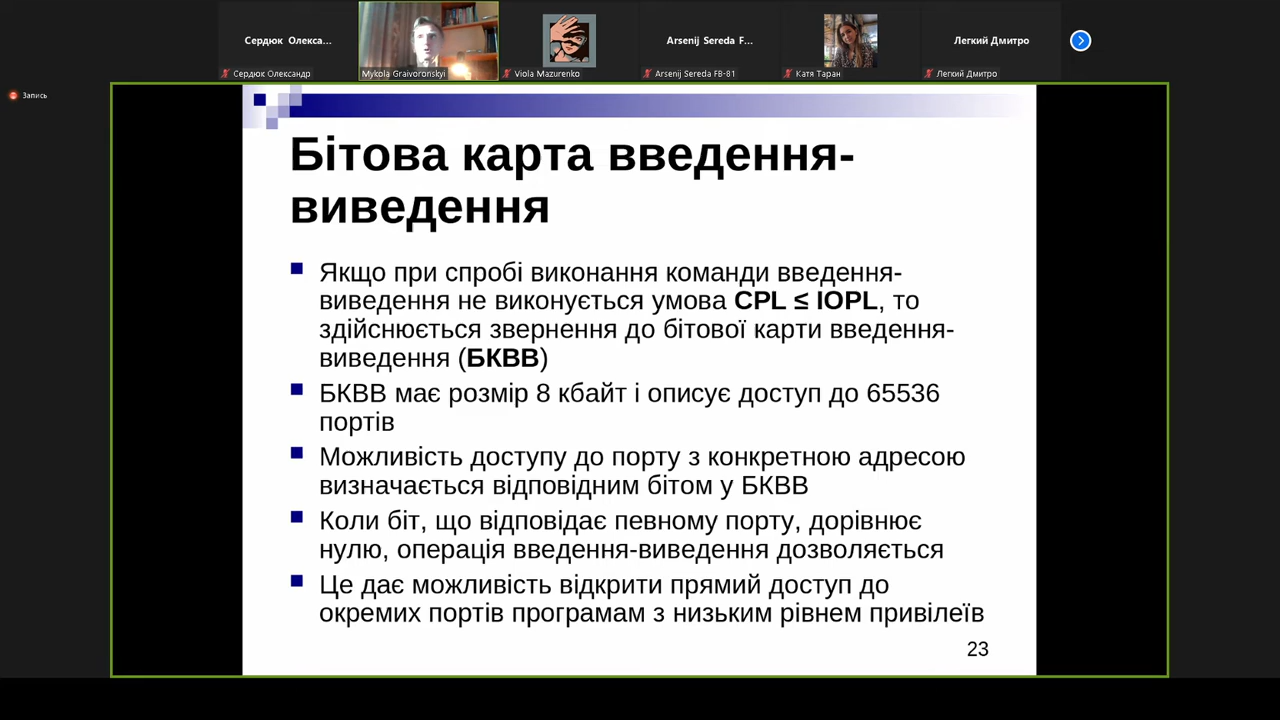 Сердюк Олекса...
Arsenij Sereda F...
Легкий Дмитро
Сердюк Олександр
Mykola Graivoronskyi
Viola Mazurenko
Arsenij Sereda FB-81
Катя Таран
Легкий Дмитро
Запись
Бітова карта введення-
виведення
Якщо при спробі виконання команди введення-
виведення не виконується умова CPL ≤ IOPL, то
здійснюється звернення до бітової карти введення-
виведення (БКВВ)
БКВВ має розмір 8 кбайт і описує доступ до 65536
портів
Можливість доступу до порту з конкретною адресою
визначається відповідним бітом у БКВВ
Коли біт, що відповідає певному порту, дорівнює
нулю, операція введення-виведення дозволяється
Це дає можливість відкрити прямий доступ до
окремих портів програмам з низьким рівнем привілеїв
23